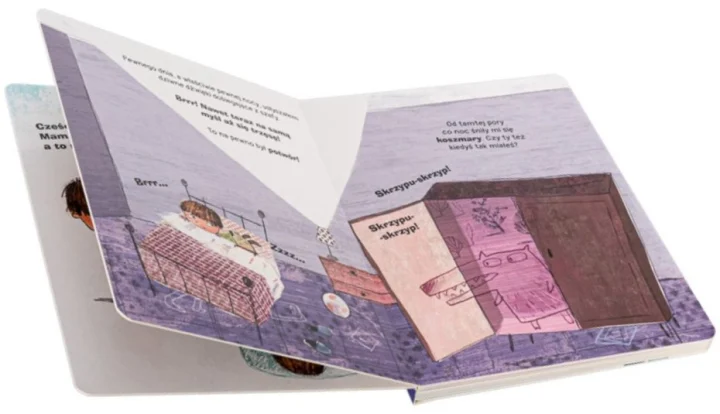 Cześć
Mam
a to
Pewnego dnia, a właściwie pewnej nocy, usłyszałem
dziwne dźwięki dobiegające z szafy.
Brrr! Nawet teraz na samą
myśl aż się trzęsę!
To na pewno był potwór!
Brrr...
Zzzz...
Od tamtej pory
co noc śniły mi się
koszmary. Czy ty też
kiedyś tak miałeś?
Skrzypu-skrzyp!
Skrzypu-
-skrzyp!